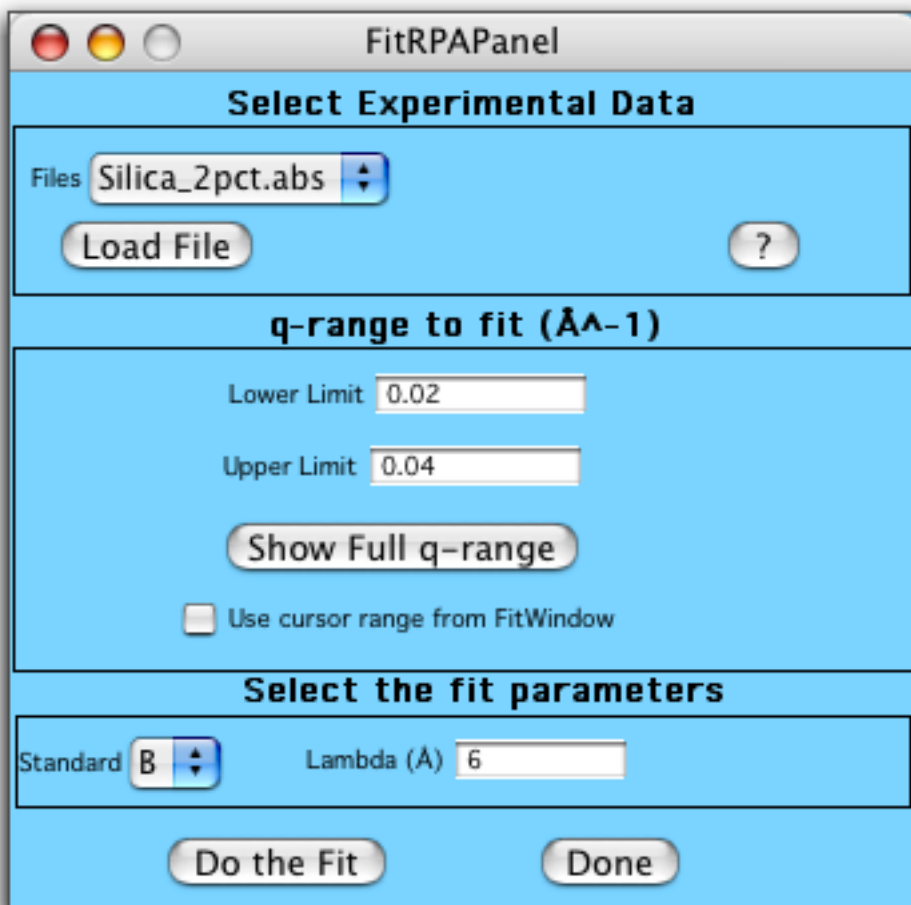 FitRPAPanel
Select Experimental Data
Files Silica_2pct.abs
Load File ?
q-range to fit (Å^-1)
Lower Limit 0.02
Upper Limit 0.04
Show Full q-range
Use cursor range from FitWindow
Select the fit parameters
Standard B Lambda (Å) 6
Do the Fit Done